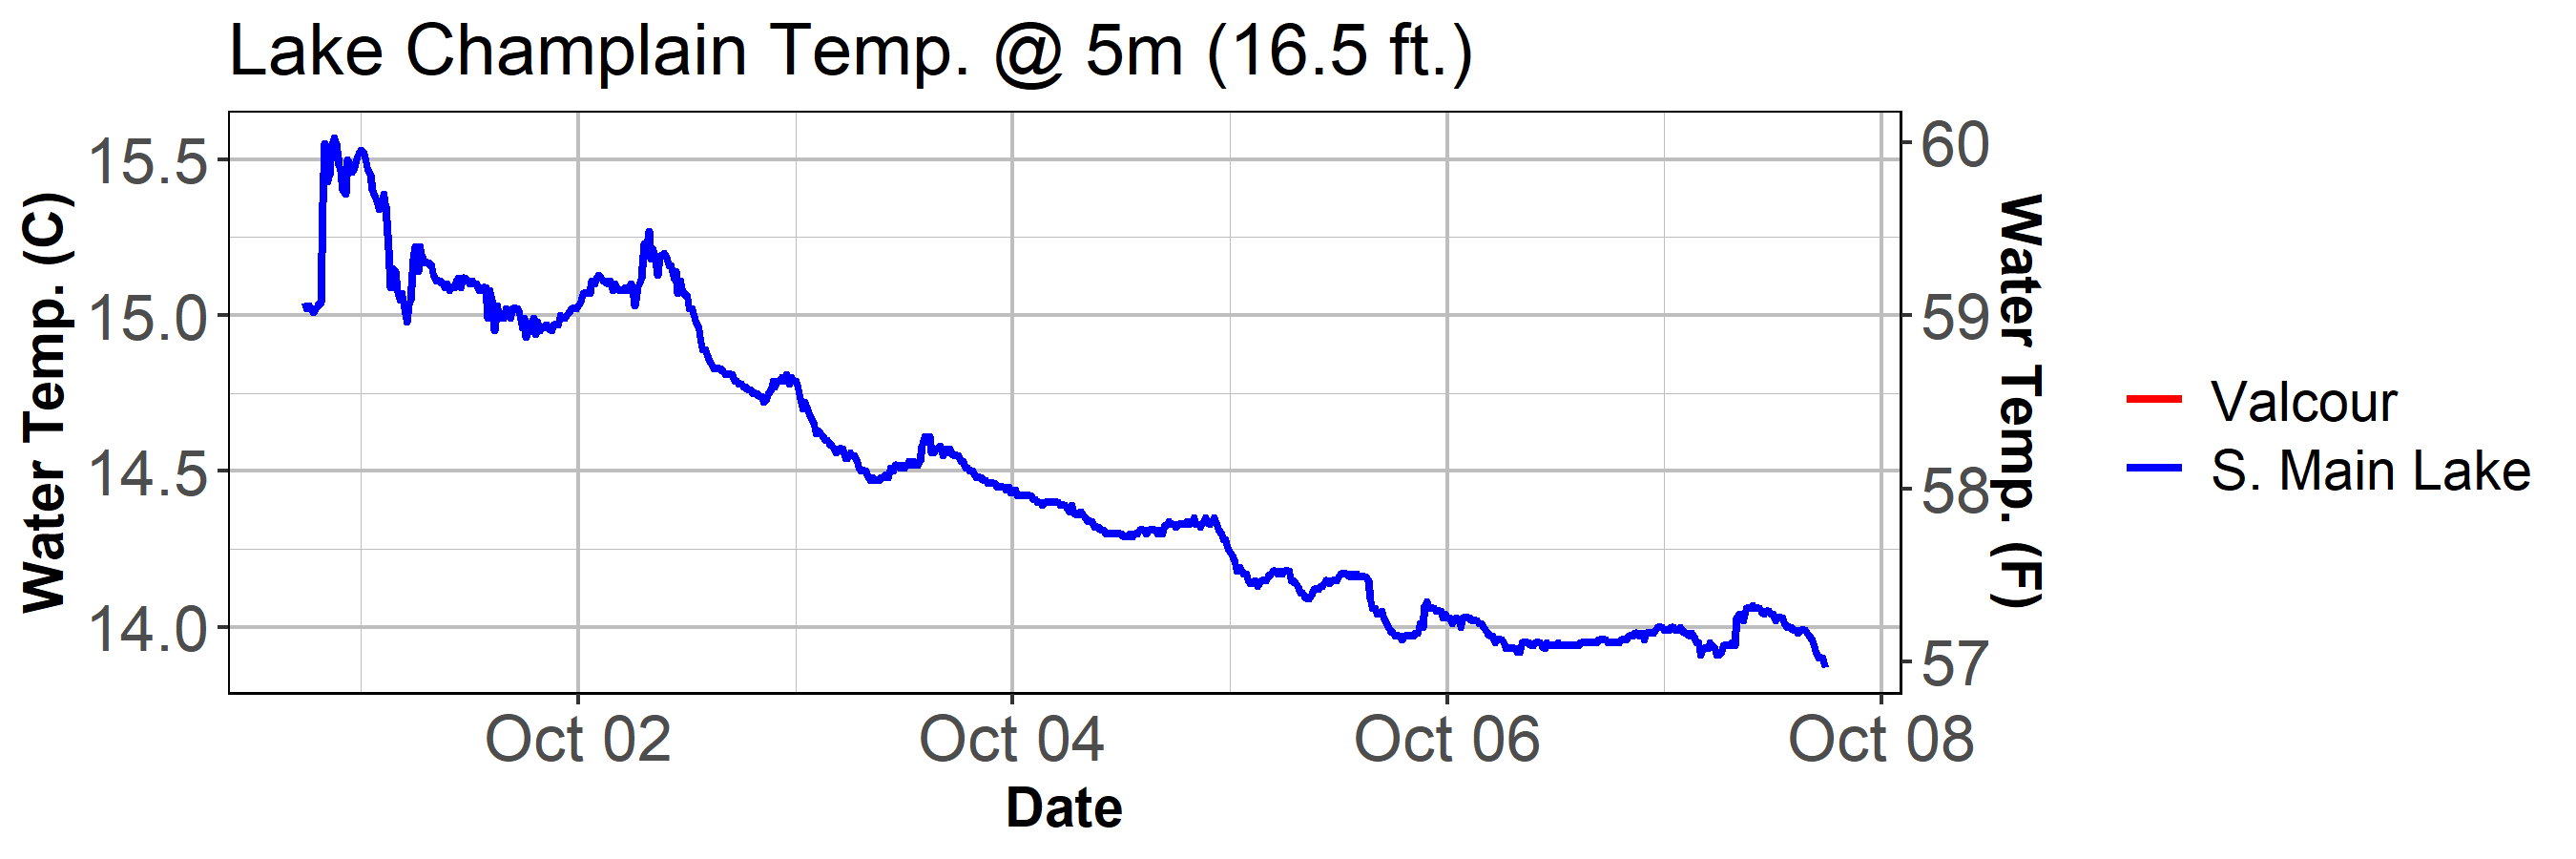 Lake Champlain Temp. @ 5m (16.5 ft.)
Water Temp. (C)
15.5
15.0
14.5
14.0
60
59
58
57
Water Temp. (F)
Oct 02
Oct 04
Oct 06
Oct 08
Date
Valcour
S. Main Lake